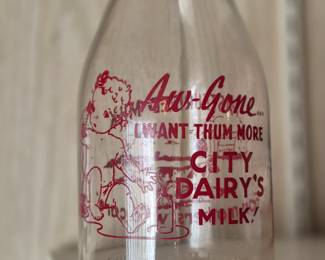 Aw-Gone...
I WANT THUM MORE
CITY
DAIRY'S
MILK!